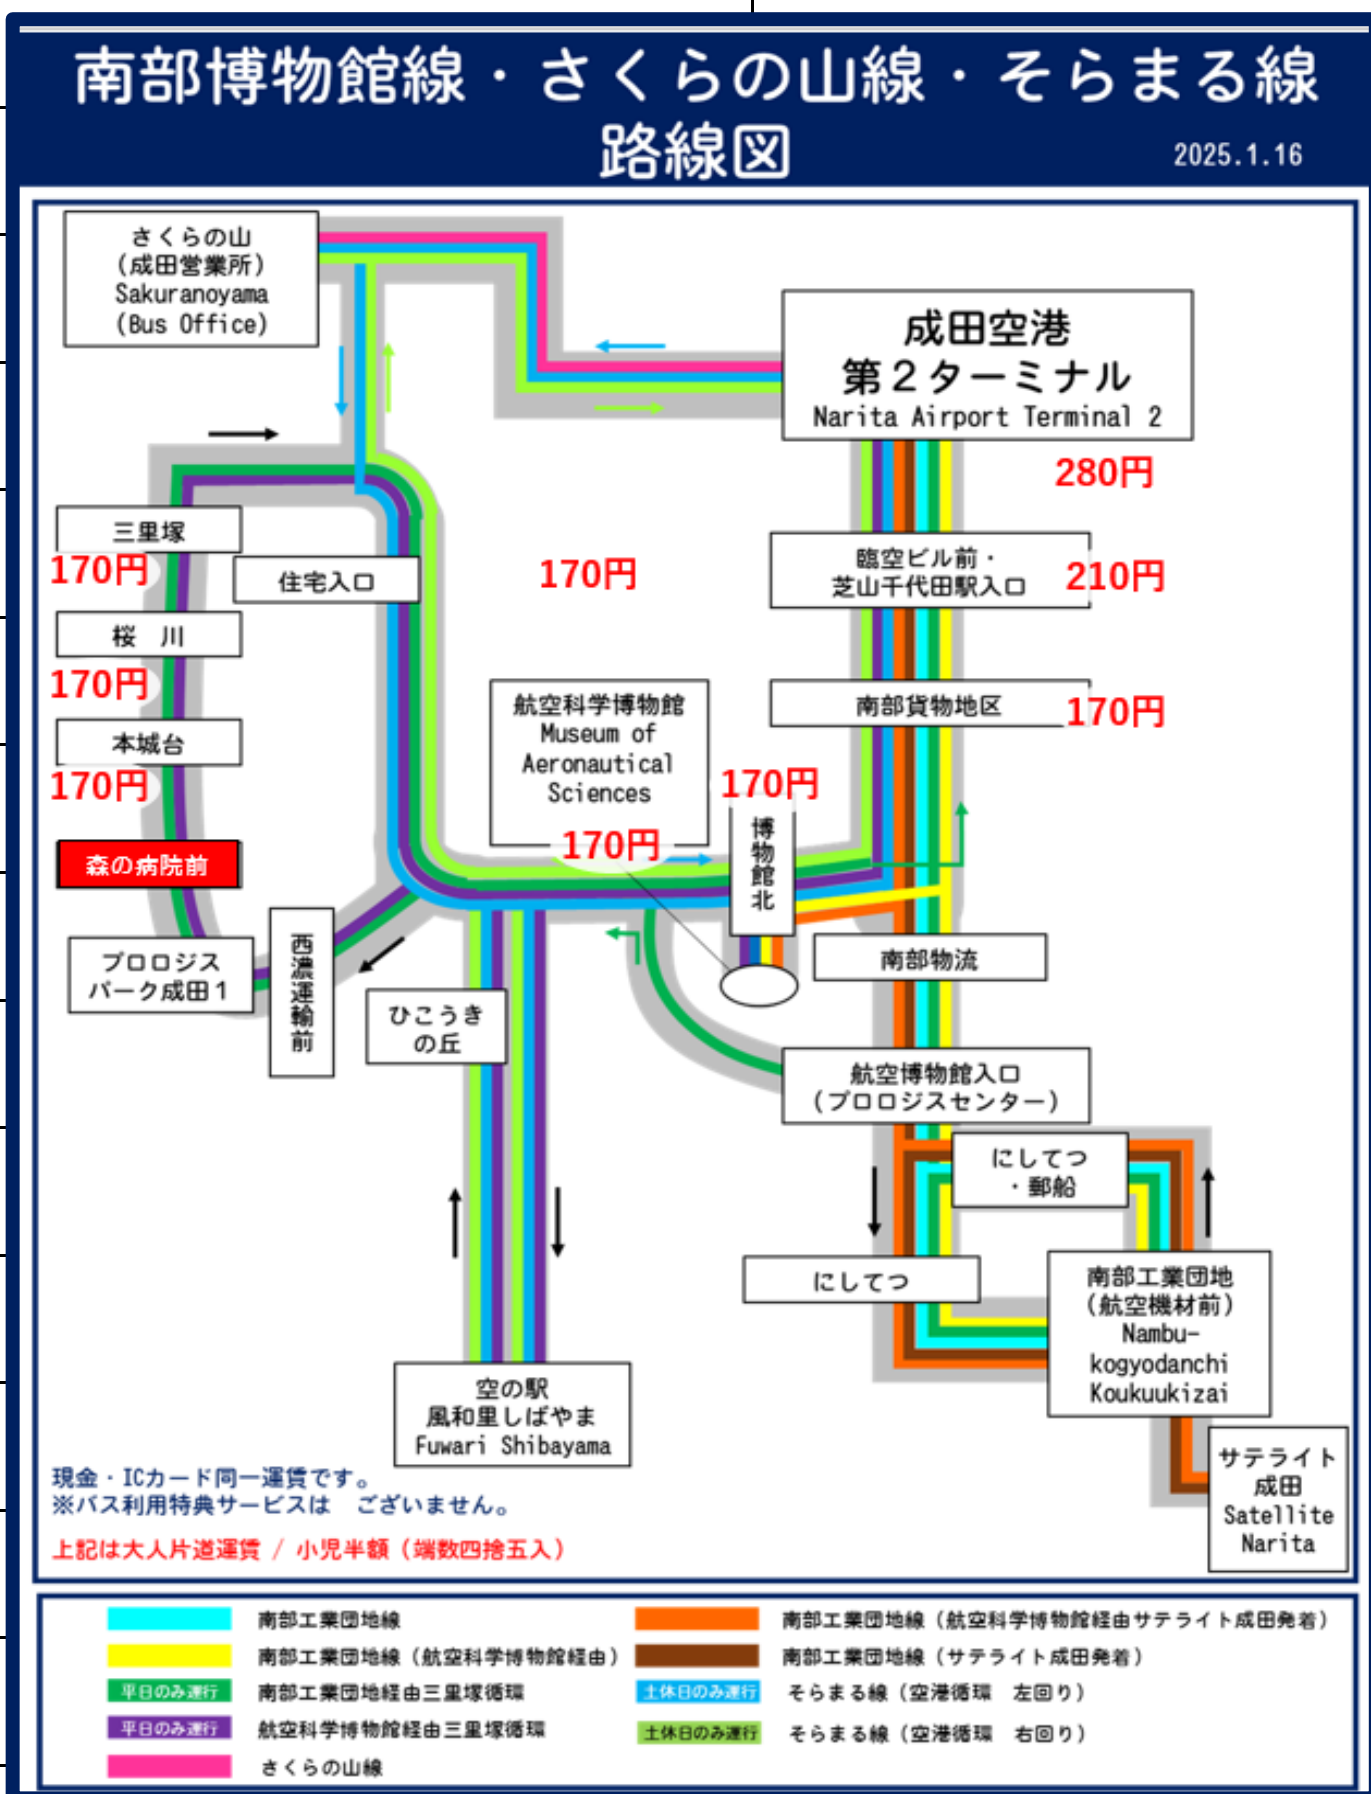 南部博物館線・さくらの山線・そらまる線
路線図
2025.1.16
さくらの山
(成田営業所)
Sakuranoyama
(Bus Office)
成田空港
第2ターミナル
Narita Airport Terminal 2
280円
三里塚
170円
住宅入口
170円
臨空ビル前・
芝山千代田駅入口
210円
桜 川
170円
本城台
170円
航空科学博物館
Museum of
Aeronautical
Sciences
170円
南部貨物地区
170円
170円
博物館北
森の病院前
プロロジス
パーク成田1
西濃運輸前
ひこうき
の丘
南部物流
航空博物館入口
(プロロジスセンター)
にしてつ
・郵船
にしてつ
南部工業団地
(航空機材前)
Nambu-
kogyodanchi
Koukuukizai
空の駅
風和里しばやま
Fuwari Shibayama
サテライト
成田
Satellite
Narita
現金・ICカード同一運賃です。
※バス利用特典サービスは ございません。
上記は大人片道運賃 / 小児半額(端数四捨五入)
南部工業団地線
南部工業団地線(航空科学博物館経由)
平日のみ運行 南部工業団地経由三里塚循環
平日のみ運行 航空科学博物館経由三里塚循環
さくらの山線
南部工業団地線(航空科学博物館経由サテライト成田発着)
南部工業団地線(サテライト成田発着)
土休日のみ運行 そらまる線(空港循環 左回り)
土休日のみ運行 そらまる線(空港循環 右回り)